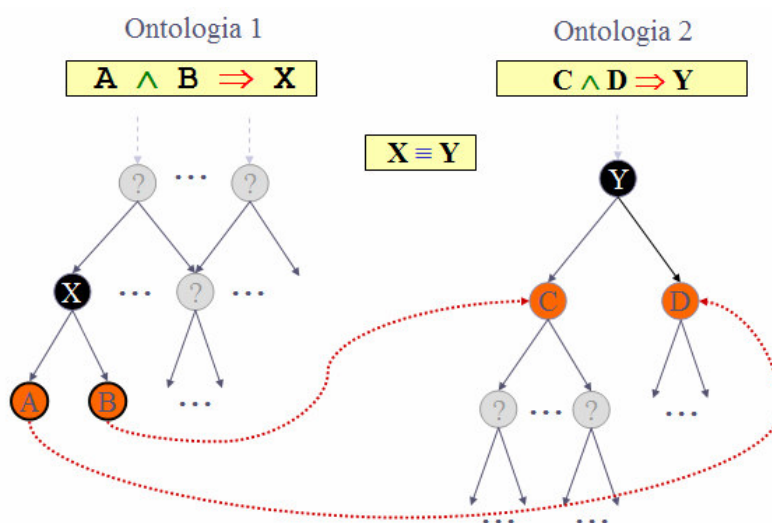 Ontologia 1
Ontologia 2
A ∧ B ⇒ X
C ∧ D ⇒ Y
X ≡ Y
? ... ?
Y
X ... ? ...
C
D
A
B
...
? ... ?
...
... ...